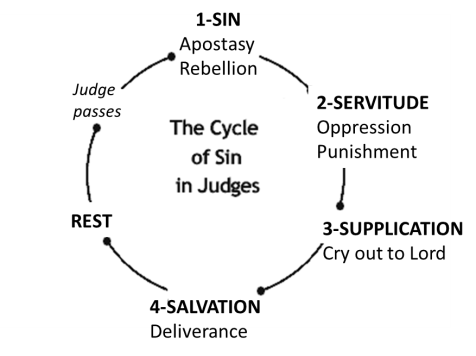 1-SIN
Apostasy
Rebellion
2-SERVITUDE
Oppression
Punishment
3-SUPPLICATION
Cry out to Lord
4-SALVATION
Deliverance
REST
Judge
passes
The Cycle
of Sin
in Judges